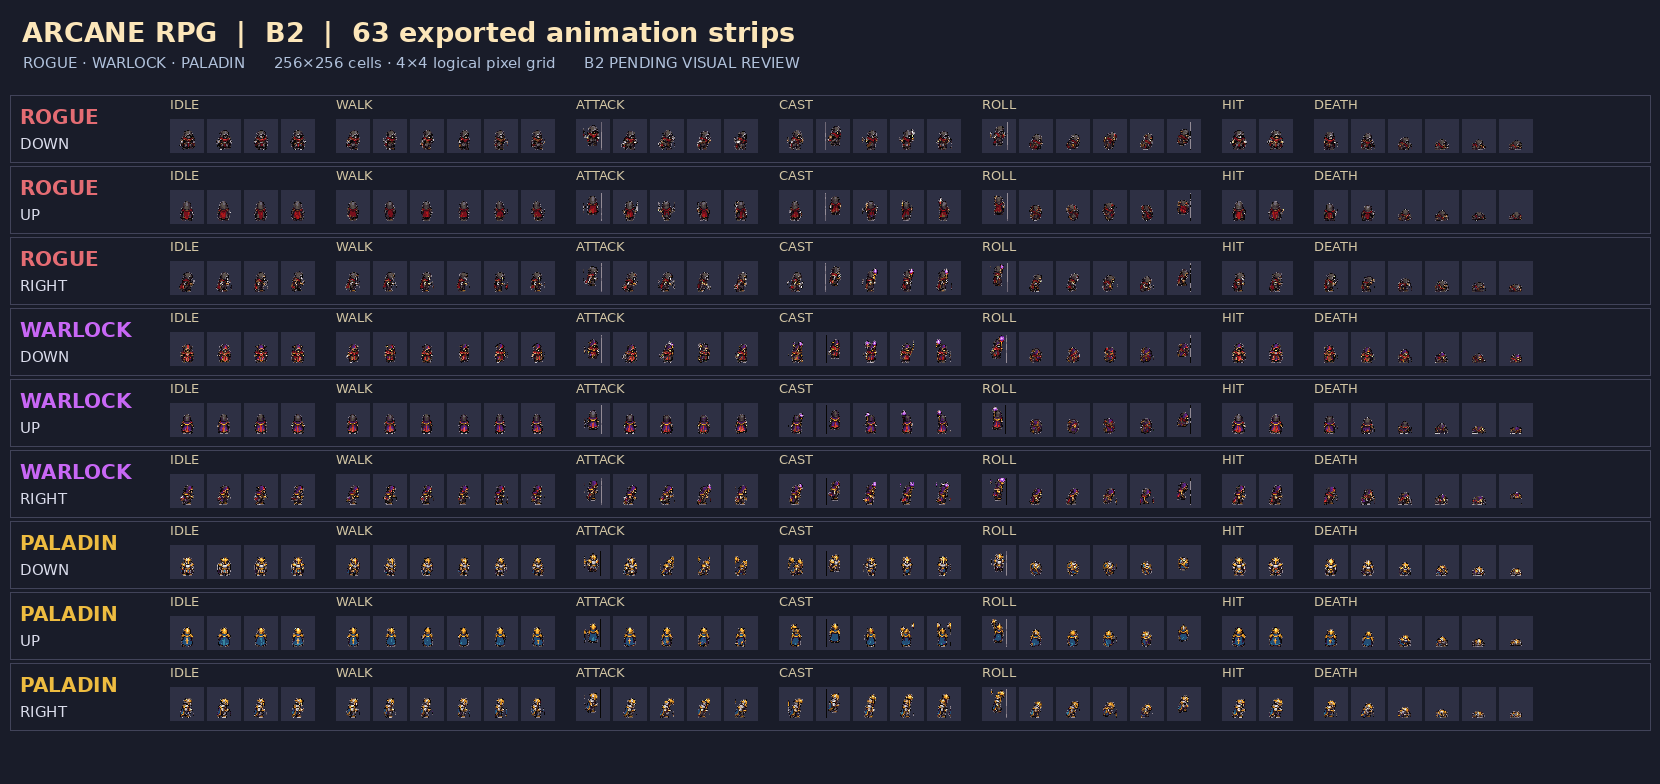 ARCANE RPG | B2 | 63 exported animation strips
ROGUE · WARLOCK · PALADIN 256×256 cells · 4×4 logical pixel grid B2 PENDING VISUAL REVIEW
IDLE WALK ATTACK CAST ROLL HIT DEATH
ROGUE
DOWN
IDLE WALK ATTACK CAST ROLL HIT DEATH
ROGUE
UP
IDLE WALK ATTACK CAST ROLL HIT DEATH
ROGUE
RIGHT
IDLE WALK ATTACK CAST ROLL HIT DEATH
WARLOCK
DOWN
IDLE WALK ATTACK CAST ROLL HIT DEATH
WARLOCK
UP
IDLE WALK ATTACK CAST ROLL HIT DEATH
WARLOCK
RIGHT
IDLE WALK ATTACK CAST ROLL HIT DEATH
PALADIN
DOWN
IDLE WALK ATTACK CAST ROLL HIT DEATH
PALADIN
UP
IDLE WALK ATTACK CAST ROLL HIT DEATH
PALADIN
RIGHT